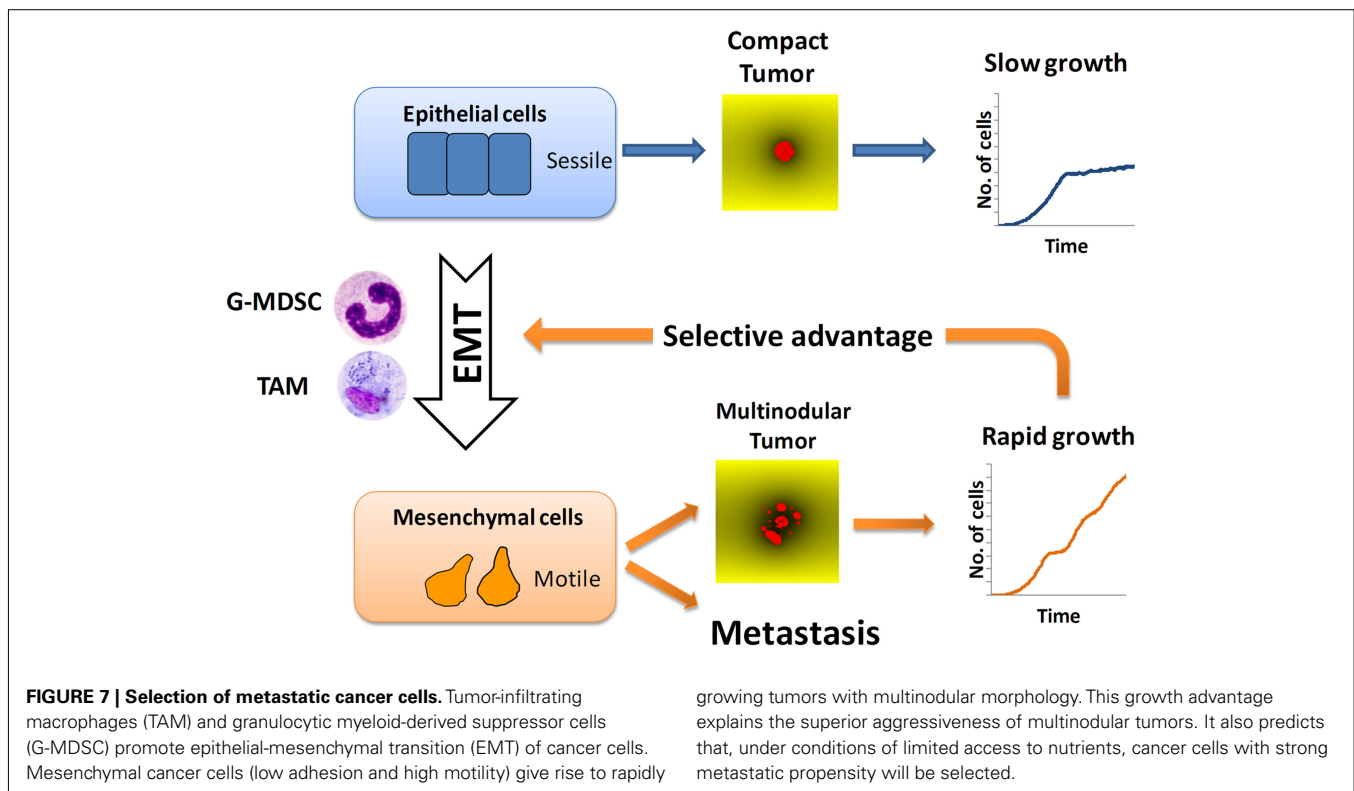 Compact
Tumor
Slow growth
Epithelial cells
Sessile
No. of cells
Time
G-MDSC
TAM
EMT
Selective advantage
Multinodular
Tumor
Rapid growth
Mesenchymal cells
Motile
No. of cells
Time
Metastasis
FIGURE 7 | Selection of metastatic cancer cells. Tumor-infiltrating
macrophages (TAM) and granulocytic myeloid-derived suppressor cells
(G-MDSC) promote epithelial-mesenchymal transition (EMT) of cancer cells.
Mesenchymal cancer cells (low adhesion and high motility) give rise to rapidly
growing tumors with multinodular morphology. This growth advantage
explains the superior aggressiveness of multinodular tumors. It also predicts
that, under conditions of limited access to nutrients, cancer cells with strong
metastatic propensity will be selected.